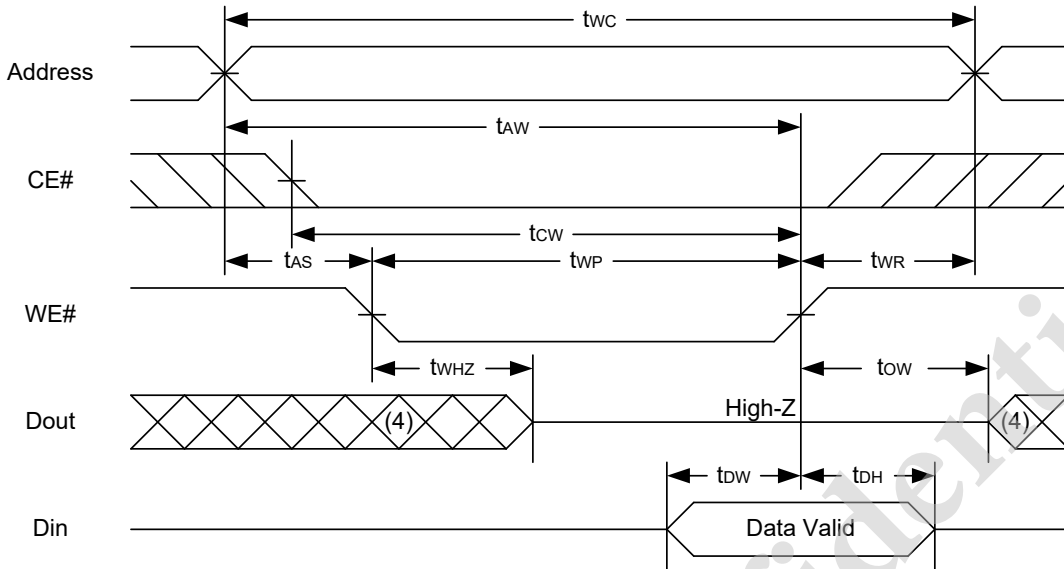 tWC
Address
tAW
CE#
tCW
tAS tWP tWR
WE#
tWHZ tOW
Dout (4) High-Z (4)
tDW tDH
Din Data Valid